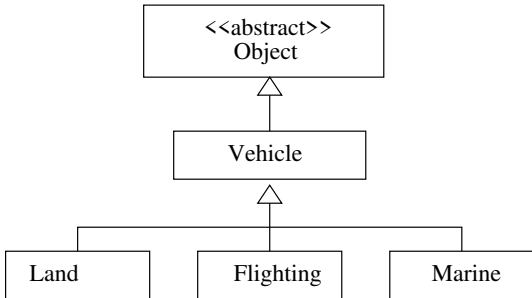 <<abstract>>
Object
Vehicle
Land
Flighting
Marine